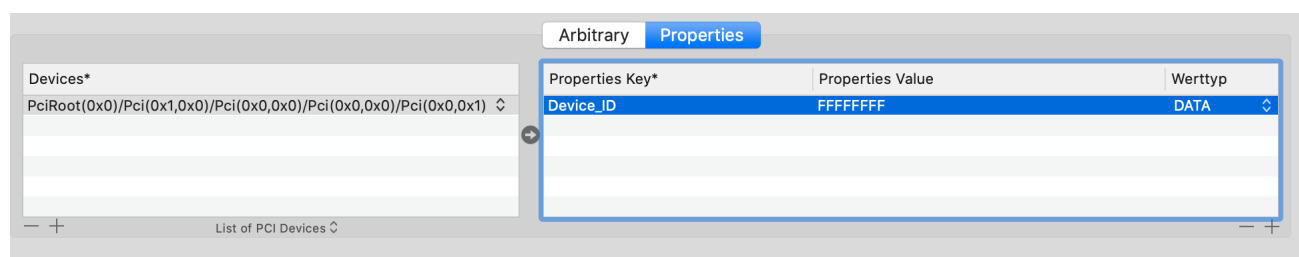 Arbitrary Properties
Devices* Properties Key* Properties Value Werttyp
PciRoot(0x0)/Pci(0x1,0x0)/Pci(0x0,0x0)/Pci(0x0,0x0)/Pci(0x0,0x1) Device_ID FFFFFFFF DATA
List of PCI Devices